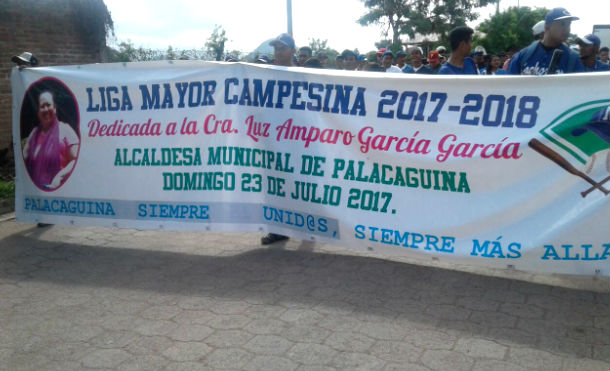 LIGA MAYOR CAMPESINA 2017-2018
Dedicada a la Cra. Luz Amparo García García
ALCALDESA MUNICIPAL DE PALACAGUINA
DOMINGO 23 DE JULIO 2017.
PALACAGUINA SIEMPRE UNID@S, SIEMPRE MÁS ALLA